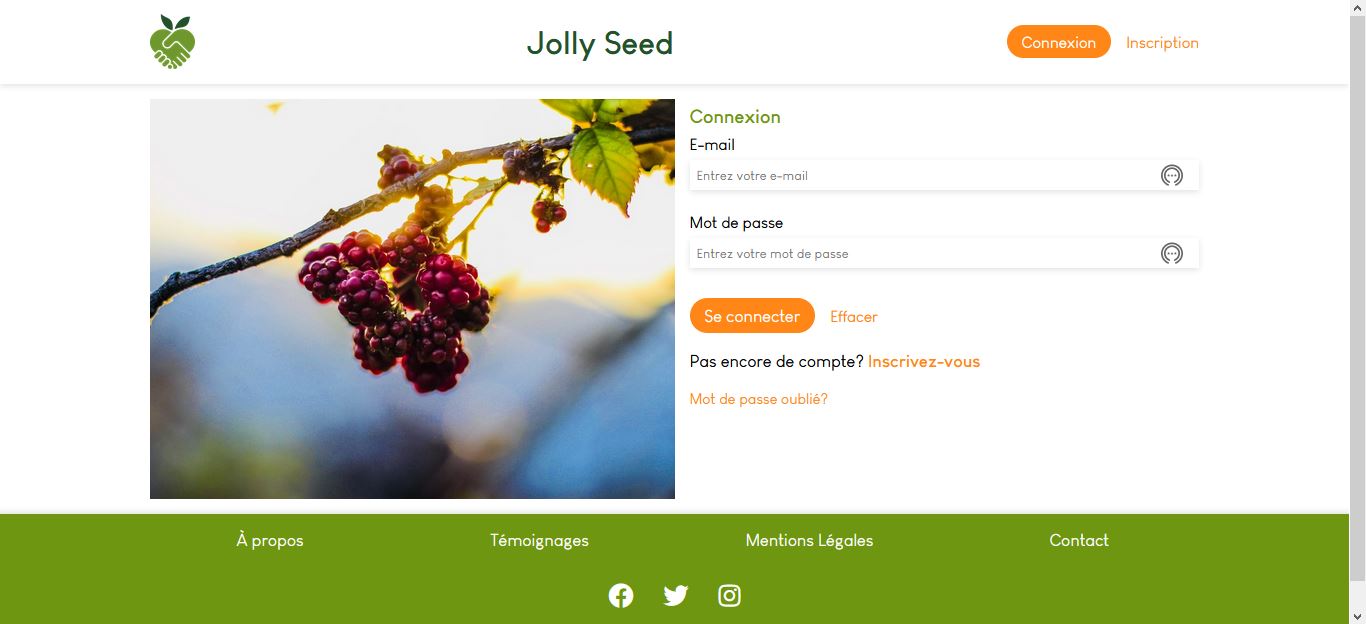 Jolly Seed
Connexion
Inscription
Connexion
E-mail
Entrez votre e-mail
Mot de passe
Entrez votre mot de passe
Se connecter
Effacer
Pas encore de compte? Inscrivez-vous
Mot de passe oublié?
À propos
Témoignages
Mentions Légales
Contact